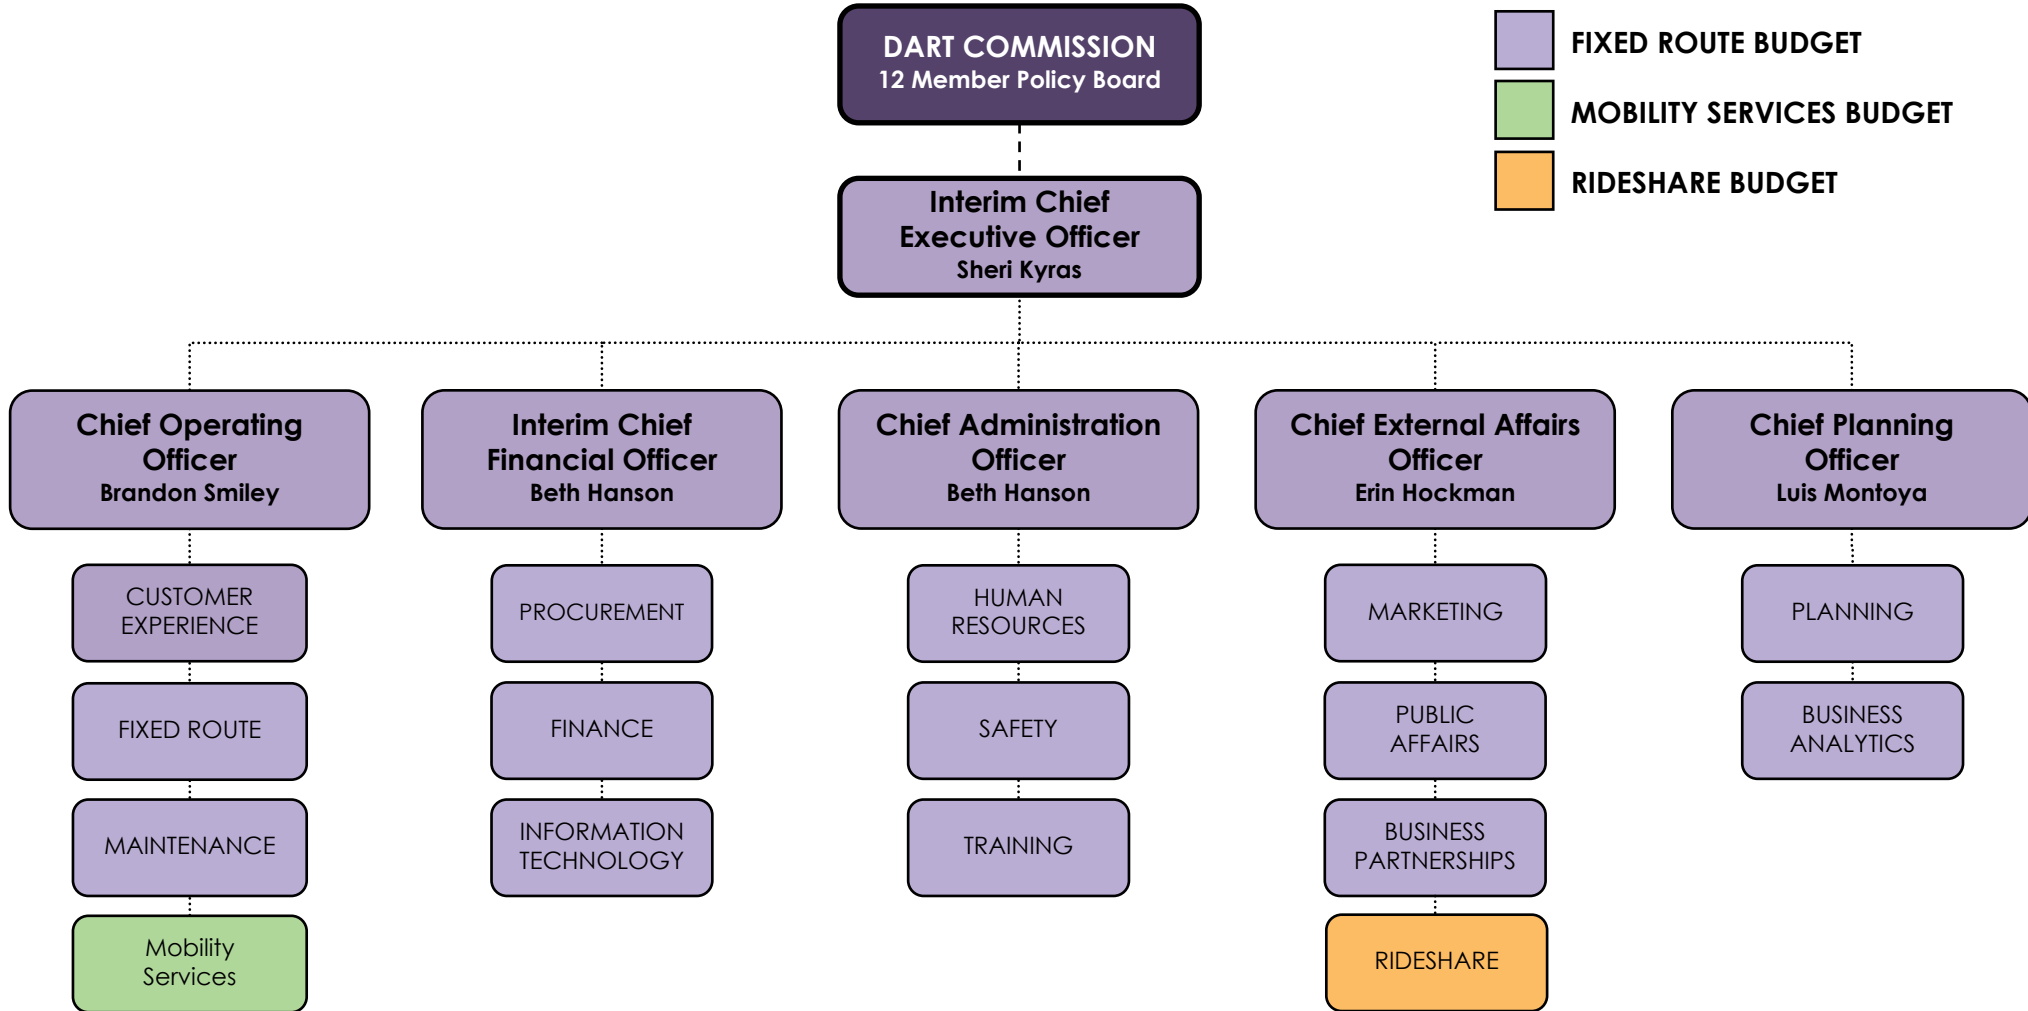 DART COMMISSION
12 Member Policy Board
FIXED ROUTE BUDGET
MOBILITY SERVICES BUDGET
RIDESHARE BUDGET
Interim Chief
Executive Officer
Sheri Kyras
Chief Operating
Officer
Brandon Smiley
Interim Chief
Financial Officer
Beth Hanson
Chief Administration
Officer
Beth Hanson
Chief External Affairs
Officer
Erin Hockman
Chief Planning
Officer
Luis Montoya
CUSTOMER
EXPERIENCE
FIXED ROUTE
MAINTENANCE
Mobility
Services
PROCUREMENT
FINANCE
INFORMATION
TECHNOLOGY
HUMAN
RESOURCES
SAFETY
TRAINING
MARKETING
PUBLIC
AFFAIRS
BUSINESS
PARTNERSHIPS
RIDESHARE
PLANNING
BUSINESS
ANALYTICS